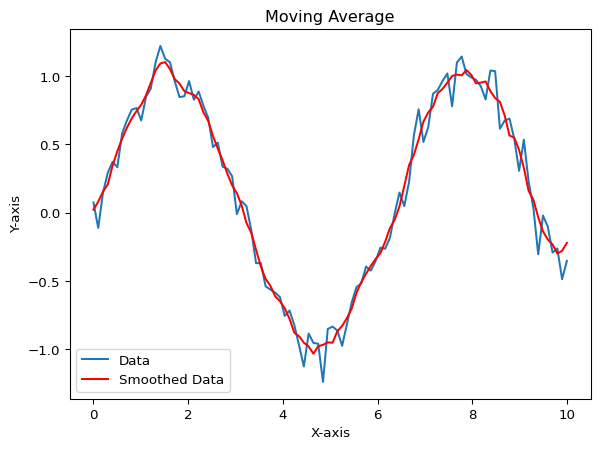 Moving Average
Y-axis
1.0
0.5
0.0
−0.5
−1.0
Data
Smoothed Data
0 2 4 6 8 10
X-axis